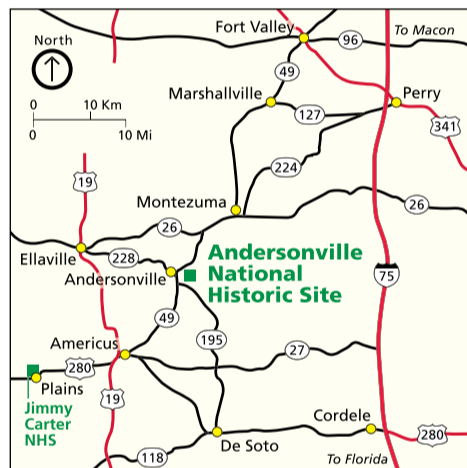 Fort Valley
To Macon
North
96
49
0 10 Km
0 10 Mi
Marshallville
Perry
127
341
224
19
Montezuma
26
26
Ellaville
228
Andersonville
Andersonville
National
Historic Site
75
49
195
Americus
27
280
Plains
19
Jimmy
Carter
NHS
Cordele
280
De Soto
118
To Florida